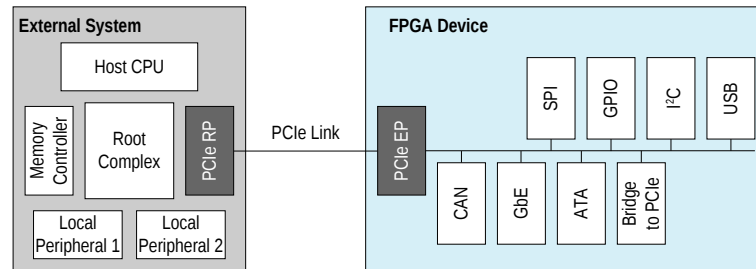 External System
Host CPU
Memory
Controller
Root
Complex
PCIe RP
Local
Peripheral 1
Local
Peripheral 2
PCIe Link
FPGA Device
PCIe EP
SPI
GPIO
I²C
USB
CAN
GbE
ATA
Bridge
to PCIe